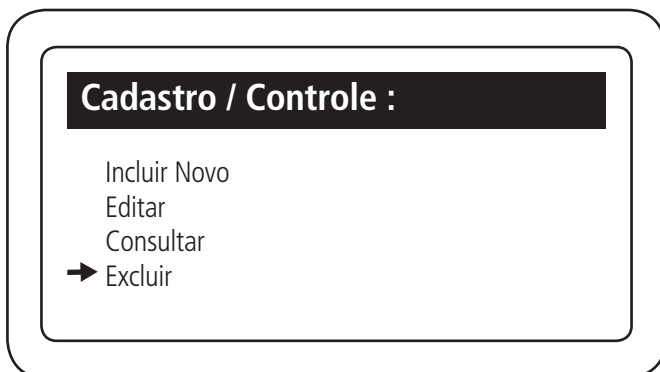 Cadastro / Controle :
Incluir Novo
Editar
Consultar
Excluir